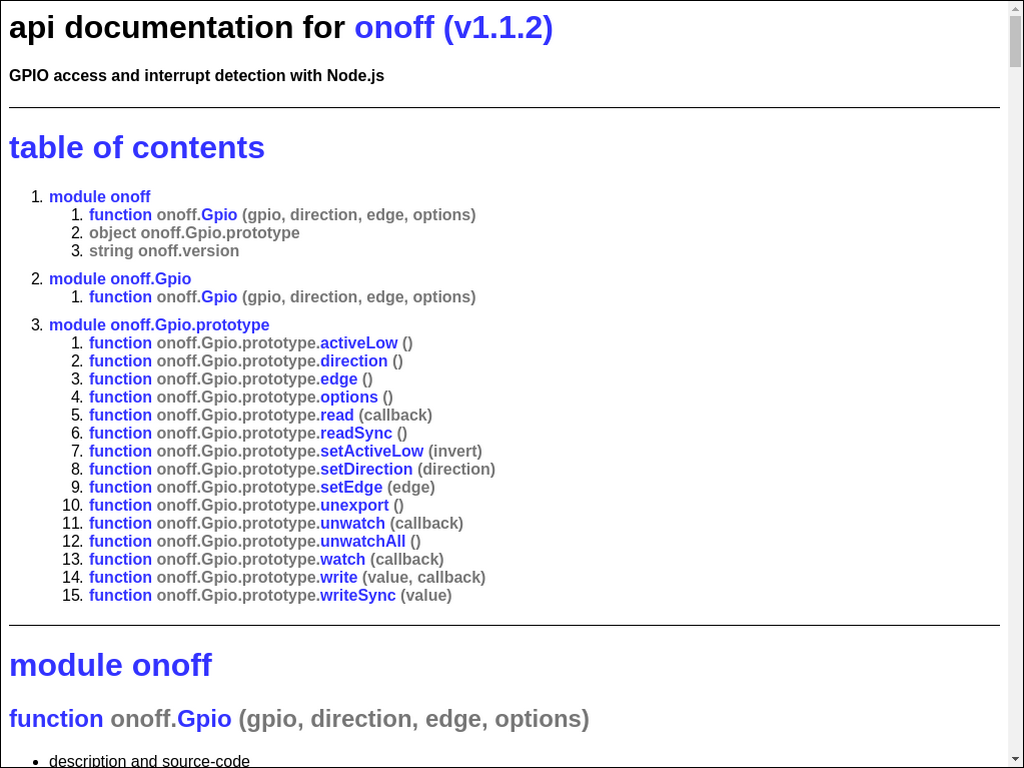 api documentation for onoff (v1.1.2)
GPIO access and interrupt detection with Node.js
table of contents
1. module onoff
1. function onoff.Gpio (gpio, direction, edge, options)
2. object onoff.Gpio.prototype
3. string onoff.version
2. module onoff.Gpio
1. function onoff.Gpio (gpio, direction, edge, options)
3. module onoff.Gpio.prototype
1. function onoff.Gpio.prototype.activeLow ()
2. function onoff.Gpio.prototype.direction ()
3. function onoff.Gpio.prototype.edge ()
4. function onoff.Gpio.prototype.options ()
5. function onoff.Gpio.prototype.read (callback)
6. function onoff.Gpio.prototype.readSync ()
7. function onoff.Gpio.prototype.setActiveLow (invert)
8. function onoff.Gpio.prototype.setDirection (direction)
9. function onoff.Gpio.prototype.setEdge (edge)
10. function onoff.Gpio.prototype.unexport ()
11. function onoff.Gpio.prototype.unwatch (callback)
12. function onoff.Gpio.prototype.unwatchAll ()
13. function onoff.Gpio.prototype.watch (callback)
14. function onoff.Gpio.prototype.write (value, callback)
15. function onoff.Gpio.prototype.writeSync (value)
module onoff
function onoff.Gpio (gpio, direction, edge, options)
• description and source-code